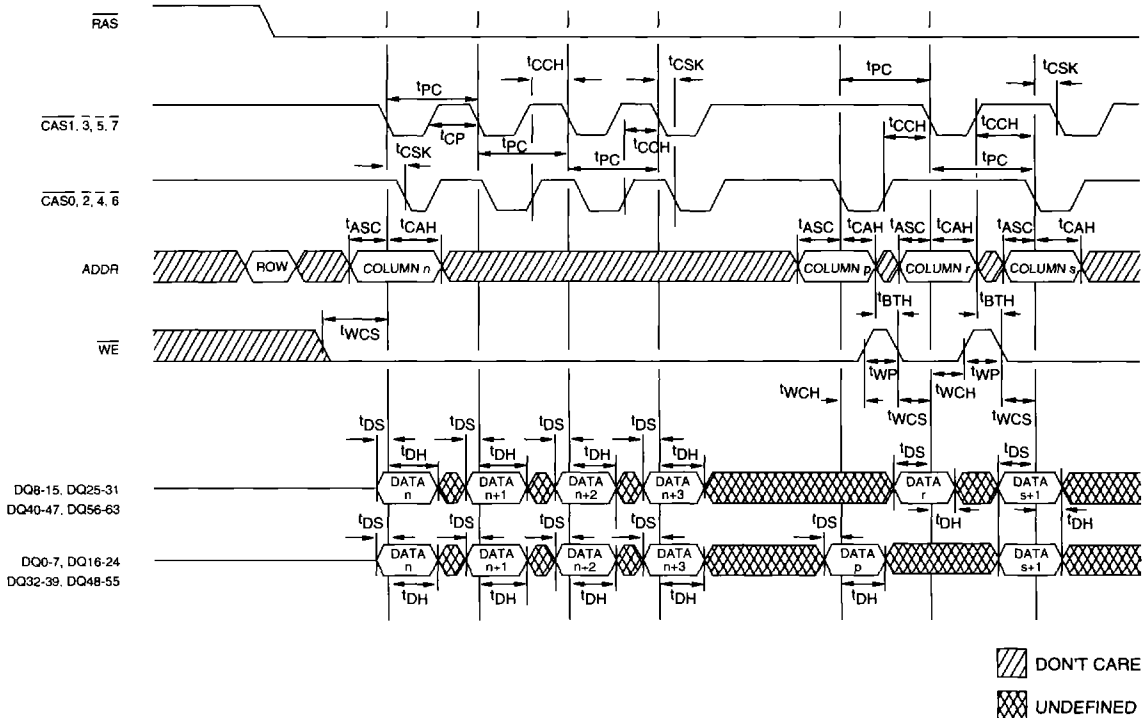 RAS
tPC tCCH tCSK tPC tCSK
CAS1, 3, 5, 7
tCP tPC tCCH tCCH tCCH
tCSK tPC tPC
CAS0, 2, 4, 6
tASC tCAH tASC tCAH tASC tCAH tASC tCAH
ADDR ROW COLUMN n COLUMN p COLUMN r COLUMN s
tBTH tBTH
tWCS
WE
tWP tWP
tWCH tWCS tWCH tWCS
tDS tDS tDS tDS tDS tDS
tDH tDH tDH tDH
DQ8-15, DQ25-31 DATA n DATA n+1 DATA n+2 DATA n+3 DATA r DATA s+1
DQ40-47, DQ56-63
tDH tDH
tDS tDS tDS tDS tDS
DQ0-7, DQ16-24 DATA n DATA n+1 DATA n+2 DATA n+3 DATA p DATA s+1
DQ32-39, DQ48-55
tDH tDH tDH tDH tDH
DON'T CARE
UNDEFINED